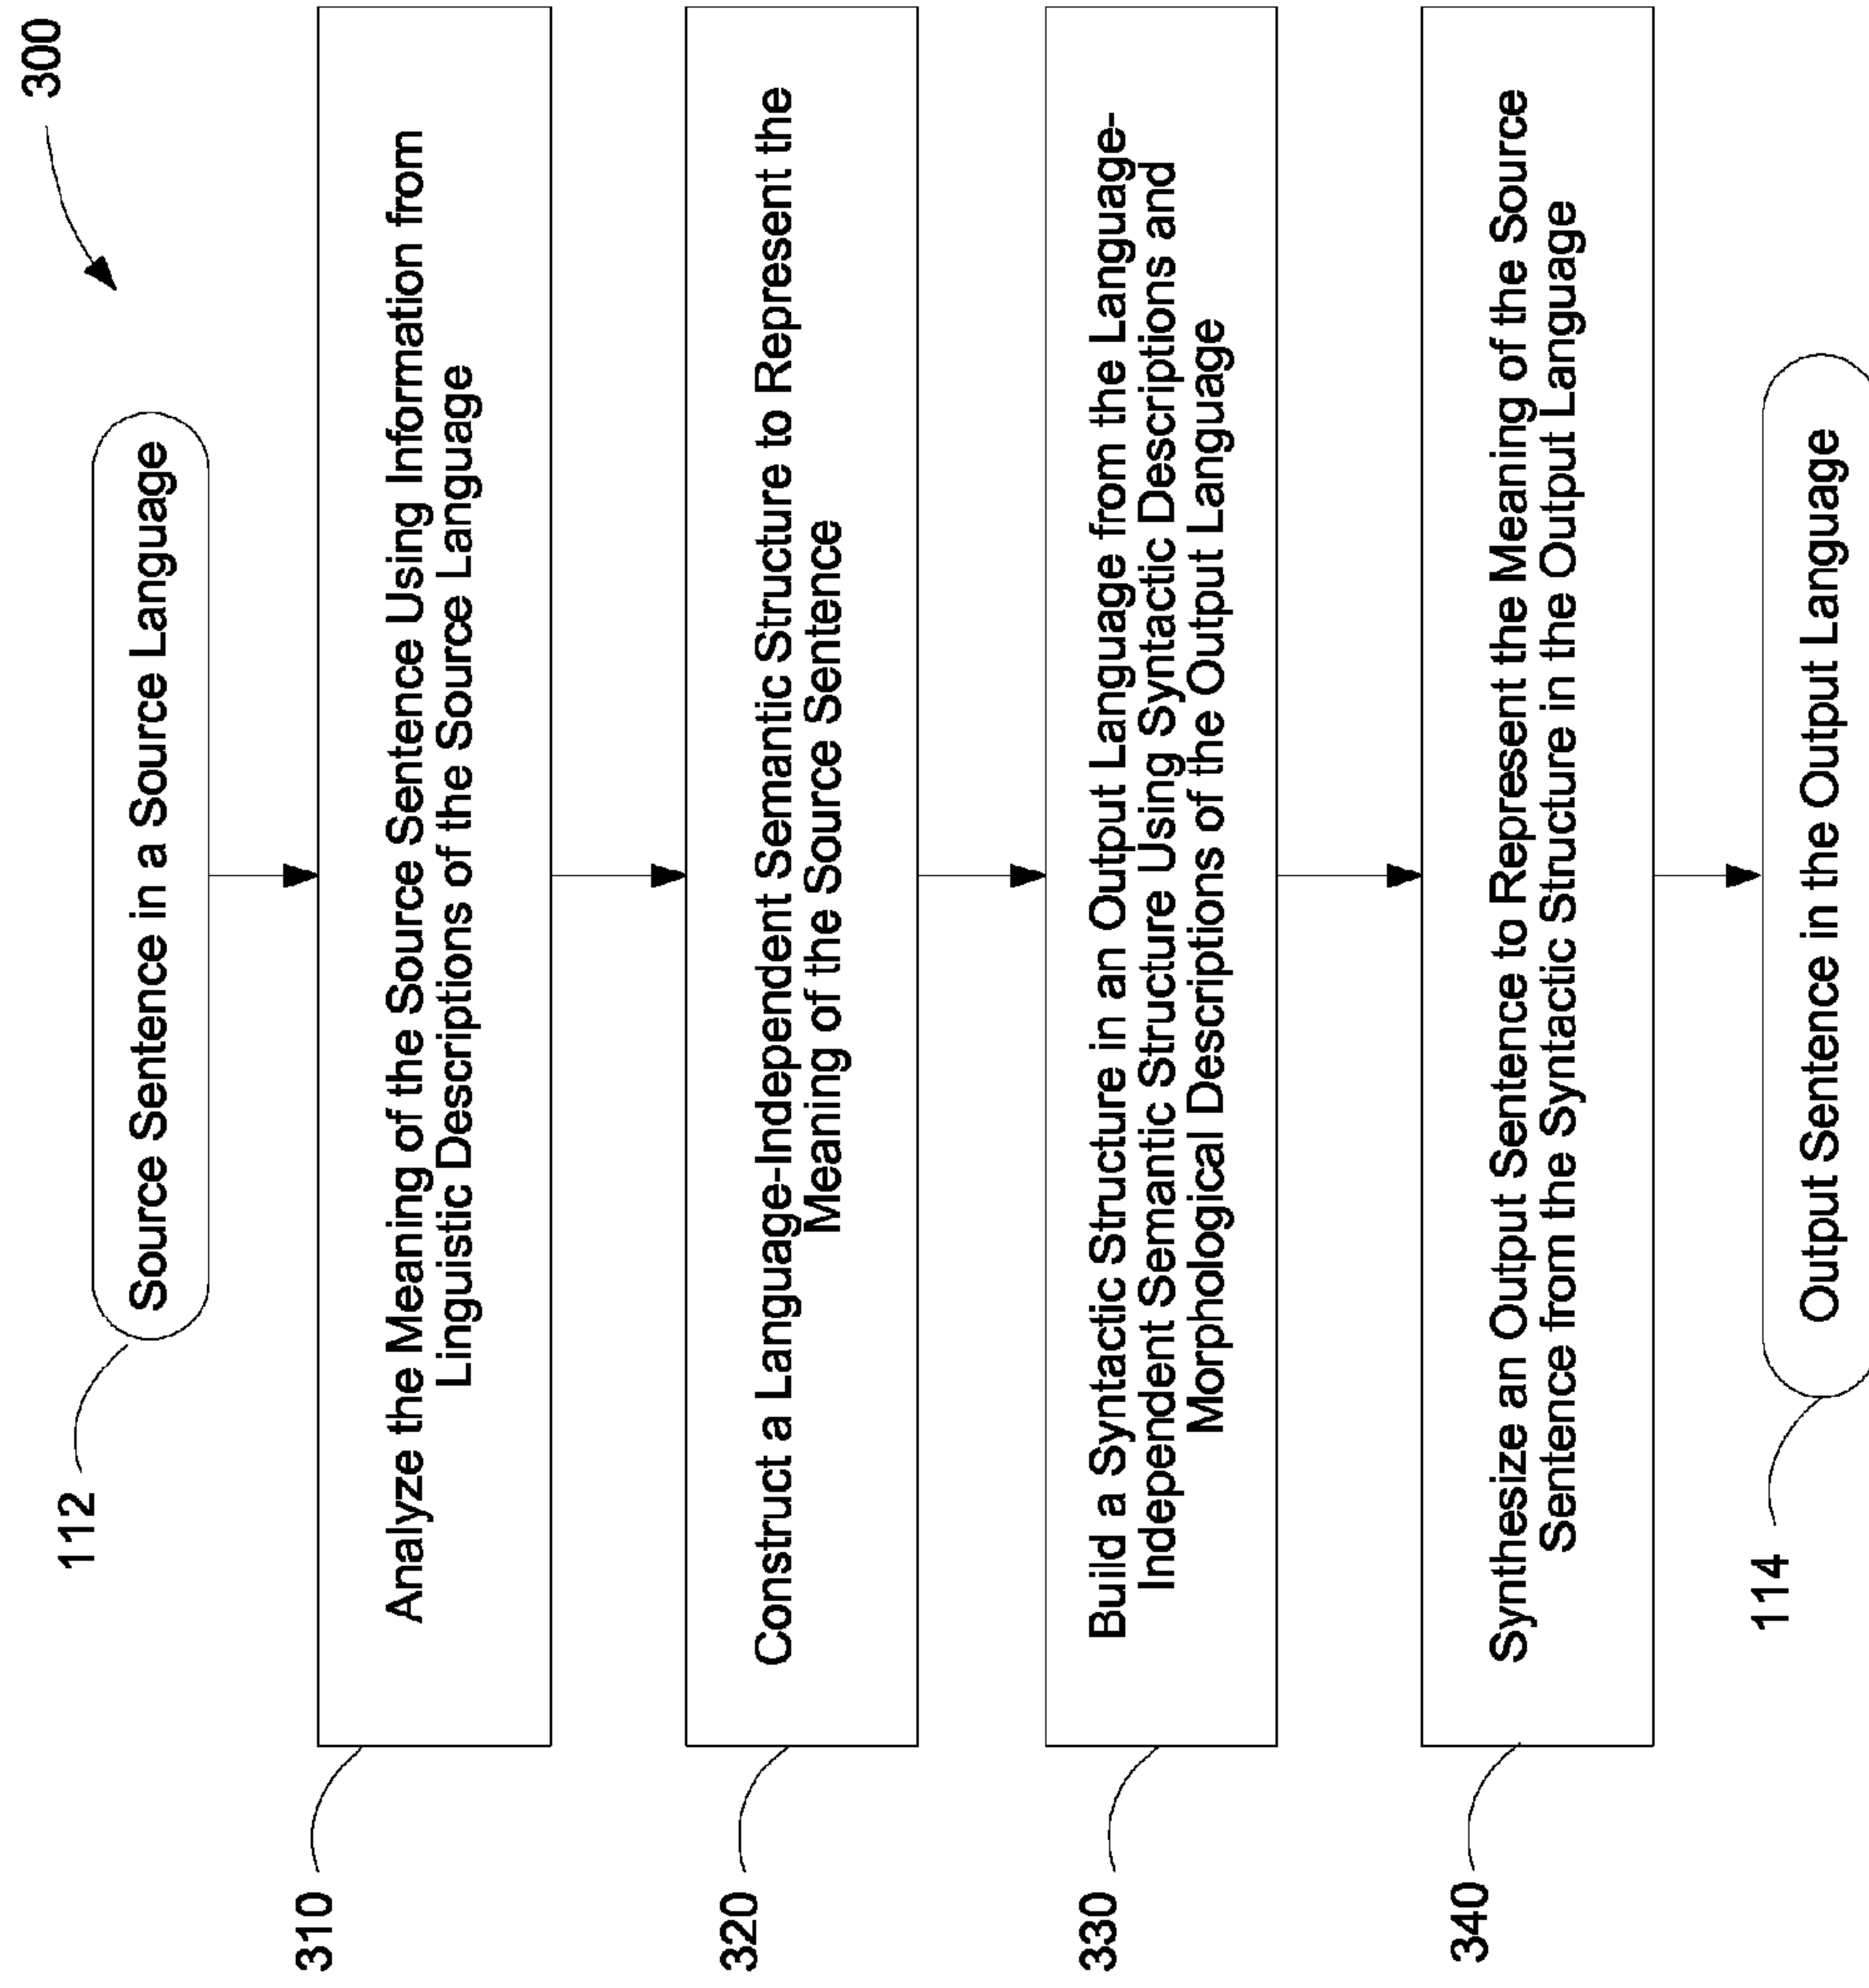 300
112
Source Sentence in a Source Language
310
Analyze the Meaning of the Source Sentence Using Information from
Linguistic Descriptions of the Source Language
320
Construct a Language-Independent Semantic Structure to Represent the
Meaning of the Source Sentence
330
Build a Syntactic Structure in an Output Language from the Language-
Independent Semantic Structure Using Syntactic Descriptions and
Morphological Descriptions of the Output Language
340
Synthesize an Output Sentence to Represent the Meaning of the Source
Sentence from the Syntactic Structure in the Output Language
114
Output Sentence in the Output Language